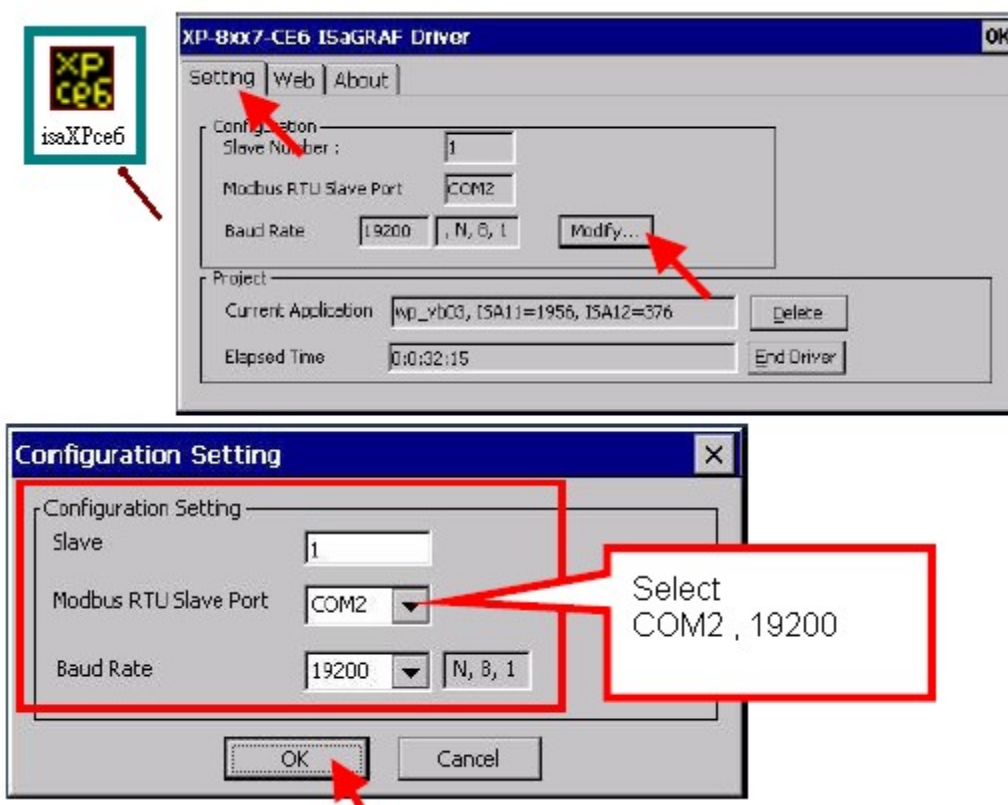 XP
ce6
isaXPce6
XP-8xx7-CE6 ISaGRAF Driver OK
Setting Web About
Configuration
Slave Number : 1
Modbus RTU Slave Port COM2
Baud Rate 19200 , N, 8, 1 Modify...
Project
Current Application wp_vb03, ISA11=1956, ISA12=376 Delete
Elapsed Time 0:0:32:15 End Driver
Configuration Setting
Configuration Setting
Slave 1
Modbus RTU Slave Port COM2
Baud Rate 19200 N, 8, 1
Select
COM2 , 19200
OK Cancel